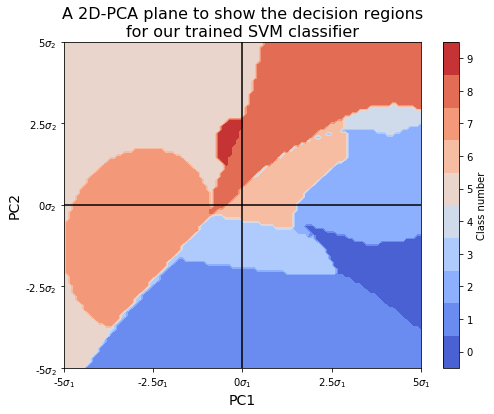 A 2D-PCA plane to show the decision regions
for our trained SVM classifier
5σ₂
2.5σ₂
0σ₂
-2.5σ₂
-5σ₂
PC2
-5σ₁
-2.5σ₁
0σ₁
2.5σ₁
5σ₁
PC1
9
8
7
6
5
4
3
2
1
0
Class number